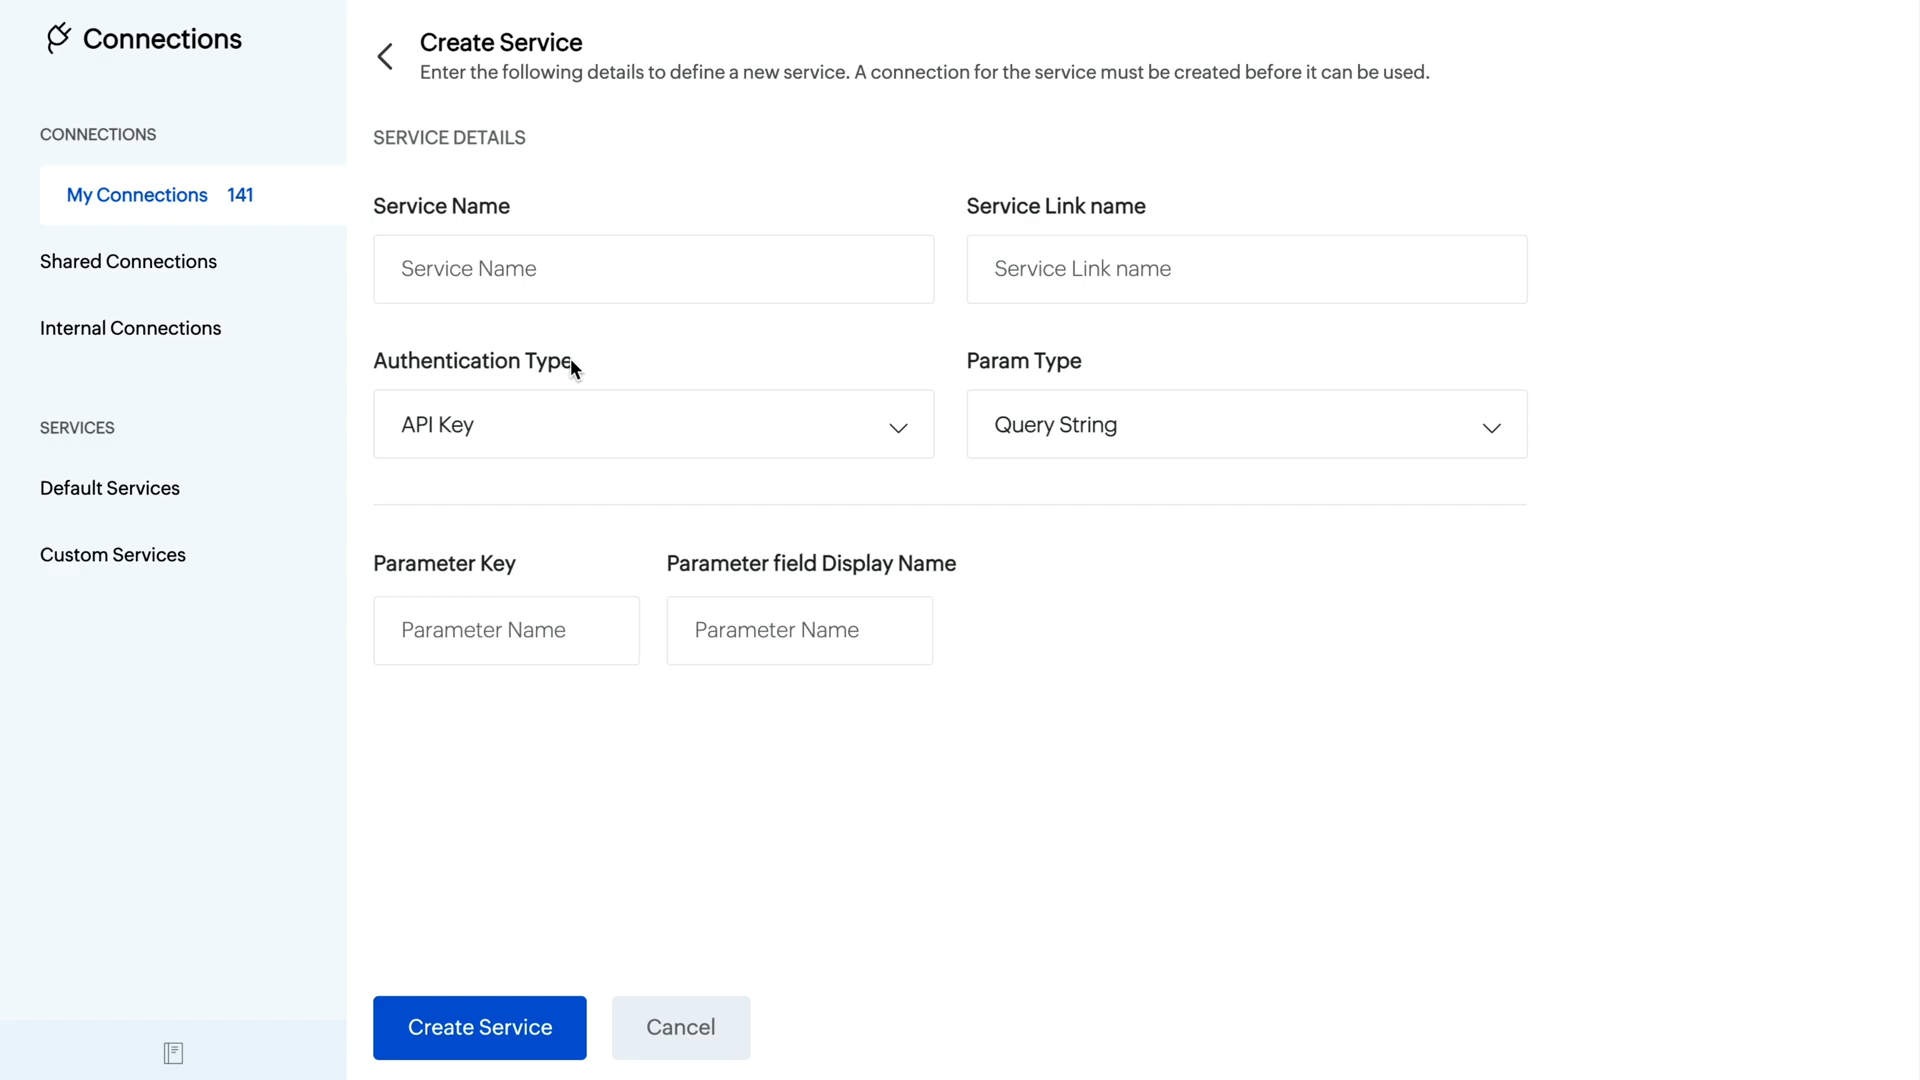 Connections
CONNECTIONS
My Connections 141
Shared Connections
Internal Connections
SERVICES
Default Services
Custom Services
Create Service
Enter the following details to define a new service. A connection for the service must be created before it can be used.
SERVICE DETAILS
Service Name Service Link name
Service Name Service Link name
Authentication Type Param Type
API Key Query String
Parameter Key Parameter field Display Name
Parameter Name Parameter Name
Create Service Cancel